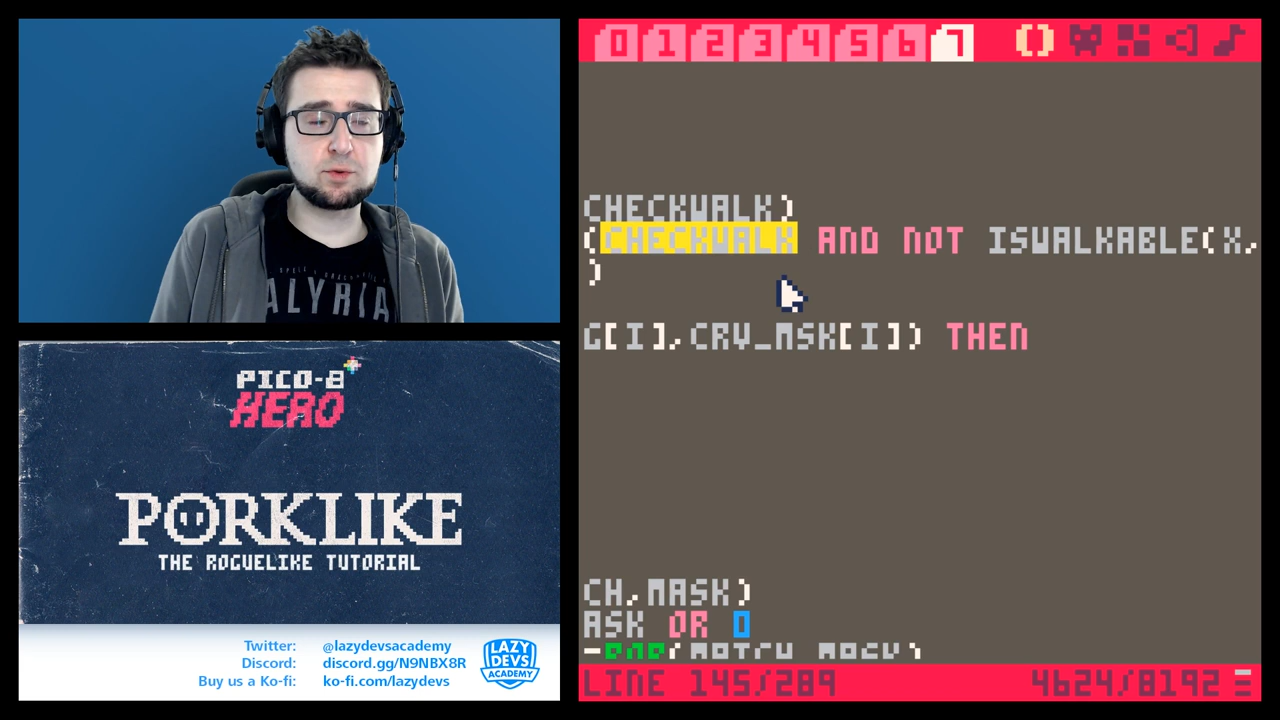 ALYRIA
PICO-8
HERO
PORKLIKE
THE ROGUELIKE TUTORIAL
Twitter: @lazydevsacademy
Discord: discord.gg/N9NBX8R
Buy us a Ko-fi: ko-fi.com/lazydevs
LAZY
DEVS
ACADEMY
0 1 2 3 4 5 6 7 ()
CHECKWALK)
(CHECKWALK AND NOT ISWALKABLE(X,
)
G[I],CRV_MSK[I]) THEN
CH,MASK)
ASK OR 0
LINE 145/289 4624/8192